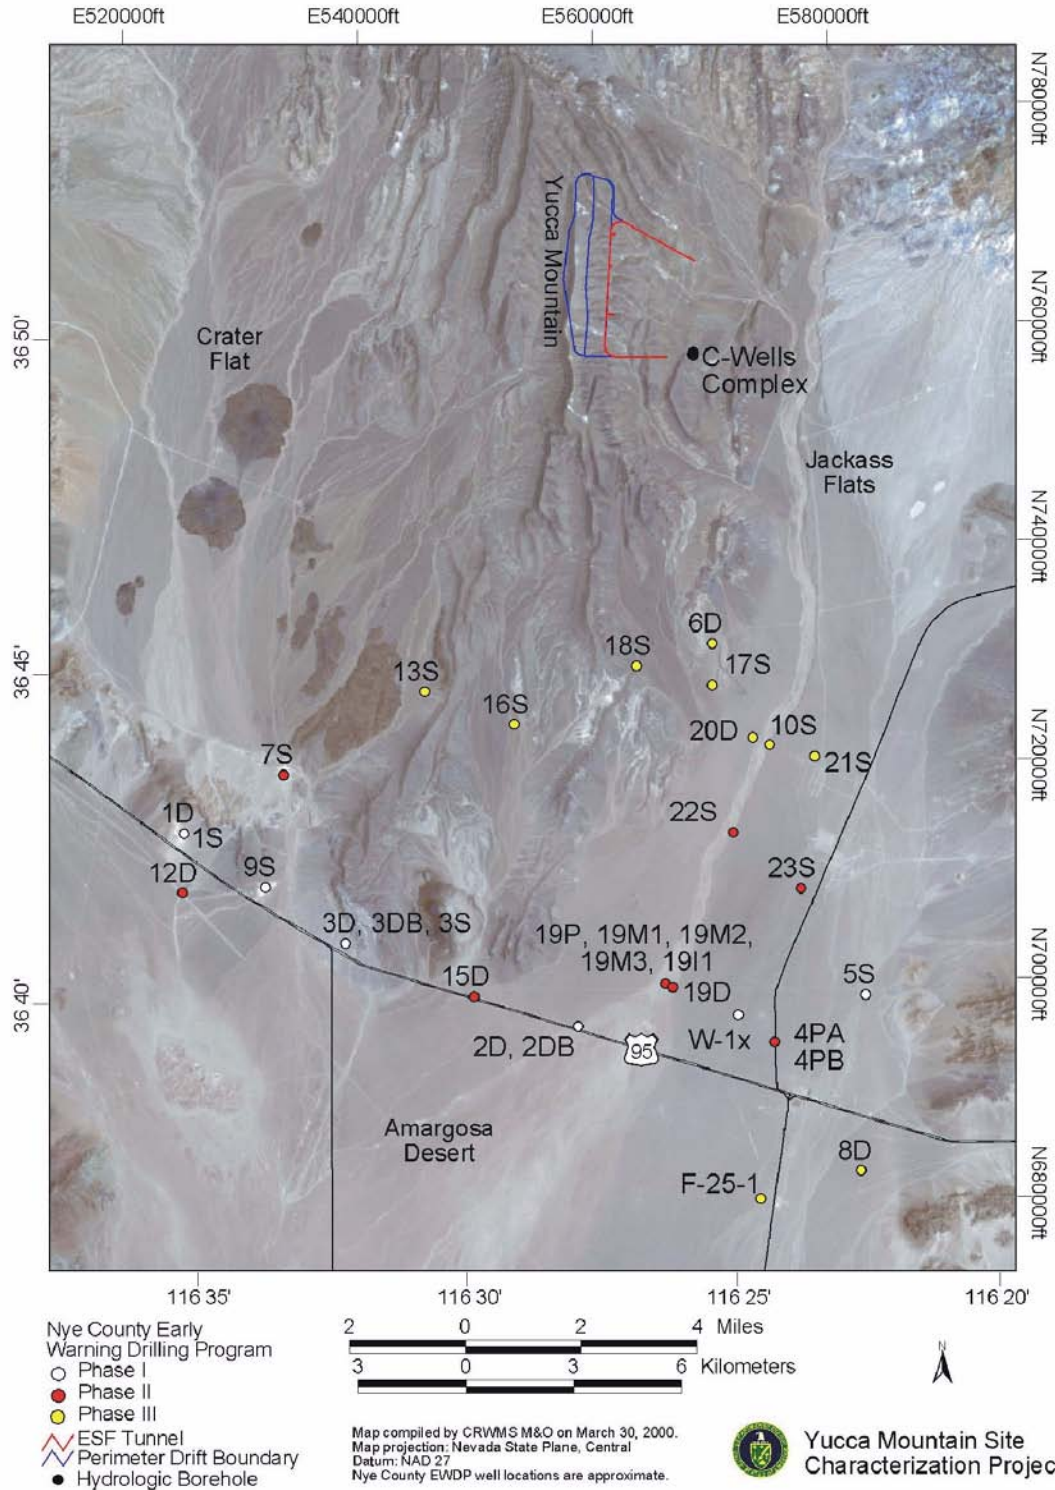 E520000ft E540000ft E560000ft E580000ft
N780000ft
Yucca Mountain
N760000ft
Crater
Flat
36 50'
C-Wells
Complex
Jackass
Flats
N740000ft
6D
18S
17S
36 45'
13S
16S
20D
10S
N720000ft
7S
21S
1D
1S
22S
12D
9S
23S
3D, 3DB, 3S
19P, 19M1, 19M2,
19M3, 19I1
15D
19D
5S
N700000ft
36 40'
2D, 2DB
95
W-1x
4PA
4PB
Amargosa
Desert
8D
F-25-1
N680000ft
116 35' 116 30' 116 25' 116 20'
Nye County Early
Warning Drilling Program
Phase I
Phase II
Phase III
ESF Tunnel
Perimeter Drift Boundary
Hydrologic Borehole
2 0 2 4 Miles
3 0 3 6 Kilometers
N
Map compiled by CRWMS M&O on March 30, 2000.
Map projection: Nevada State Plane, Central
Datum: NAD 27
Nye County EWDP well locations are approximate.
Yucca Mountain Site
Characterization Projec